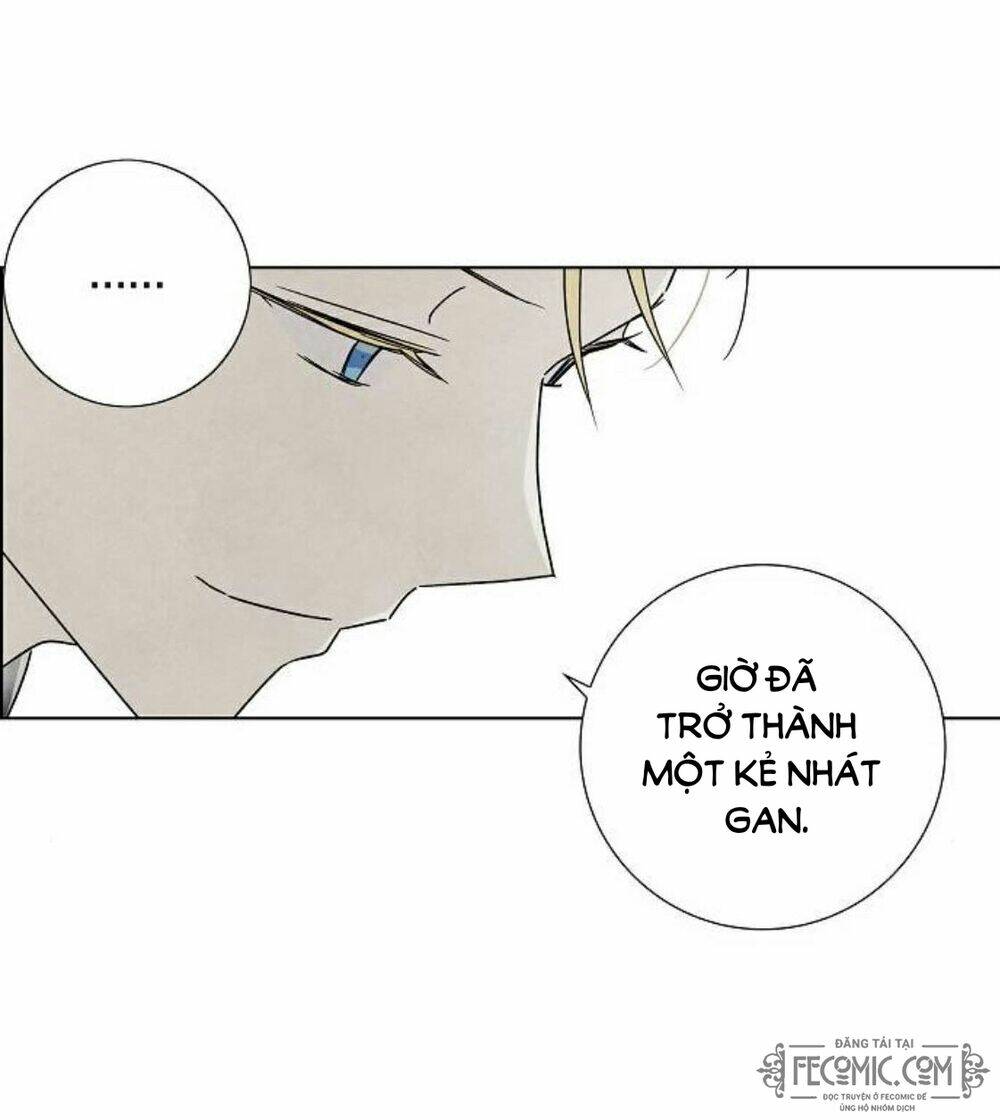 ......
GIỜ ĐÃ
TRỞ THÀNH
MỘT KẺ NHÁT
GAN.
ĐĂNG TẢI TẠI
FECOMIC.COM
ĐỌC TRUYỆN Ở FECOMIC ĐỂ
ỦNG HỘ NHÓM DỊCH